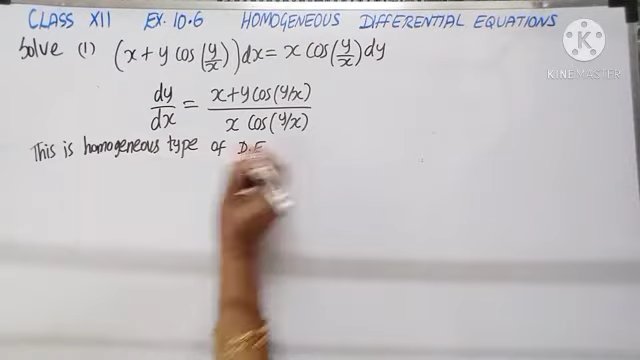 CLASS XII EX. 10.6 HOMOGENEOUS DIFFERENTIAL EQUATIONS
Solve (1) (x + y cos(y/x))dx = x cos(y/x)dy
dy/dx = x+ycos(y/x) / x cos(y/x)
This is homogeneous type of D.E
K
KINEMASTER